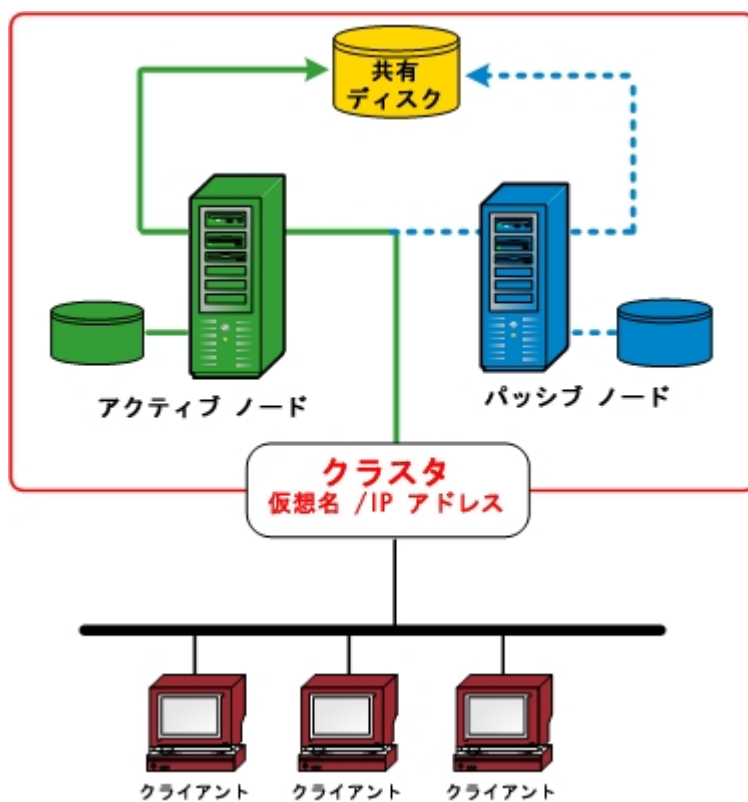 共有
ディスク
アクティブ ノード
パッシブ ノード
クラスタ
仮想名 /IP アドレス
クライアント
クライアント
クライアント